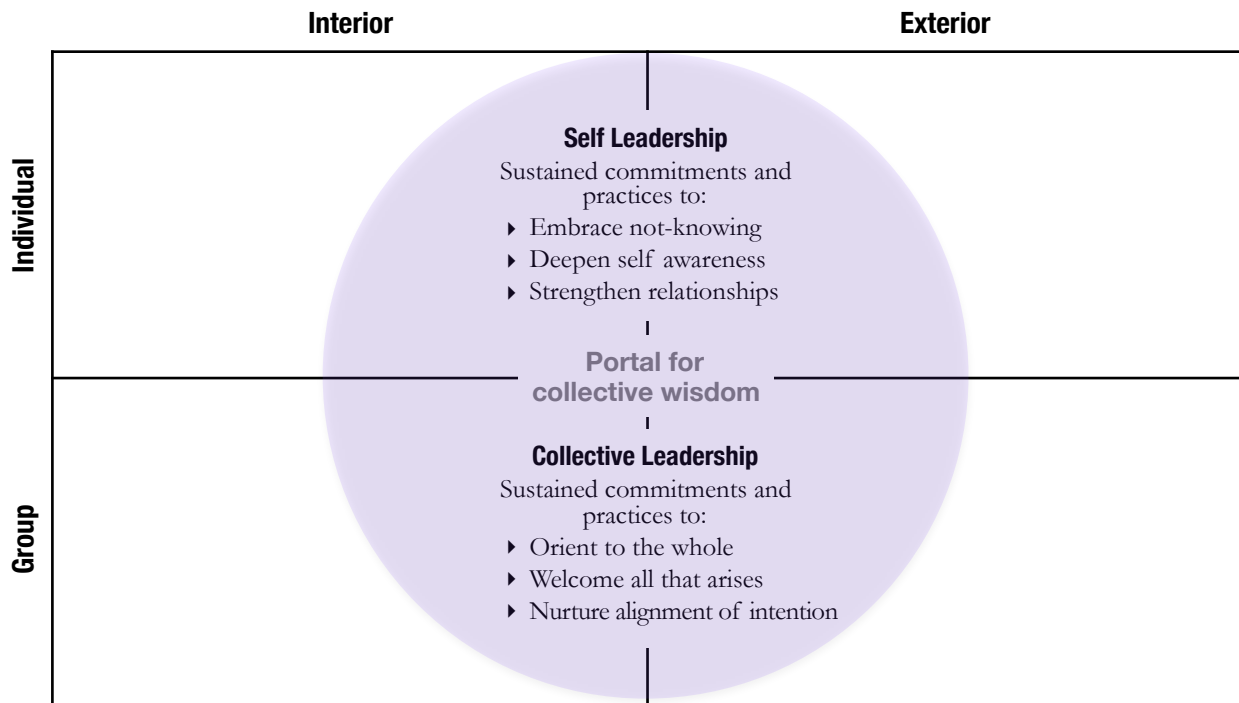 Interior
Exterior
Individual
Self Leadership
Sustained commitments and
practices to:
‣ Embrace not-knowing
‣ Deepen self awareness
‣ Strengthen relationships
Portal for
collective wisdom
Group
Collective Leadership
Sustained commitments and
practices to:
‣ Orient to the whole
‣ Welcome all that arises
‣ Nurture alignment of intention